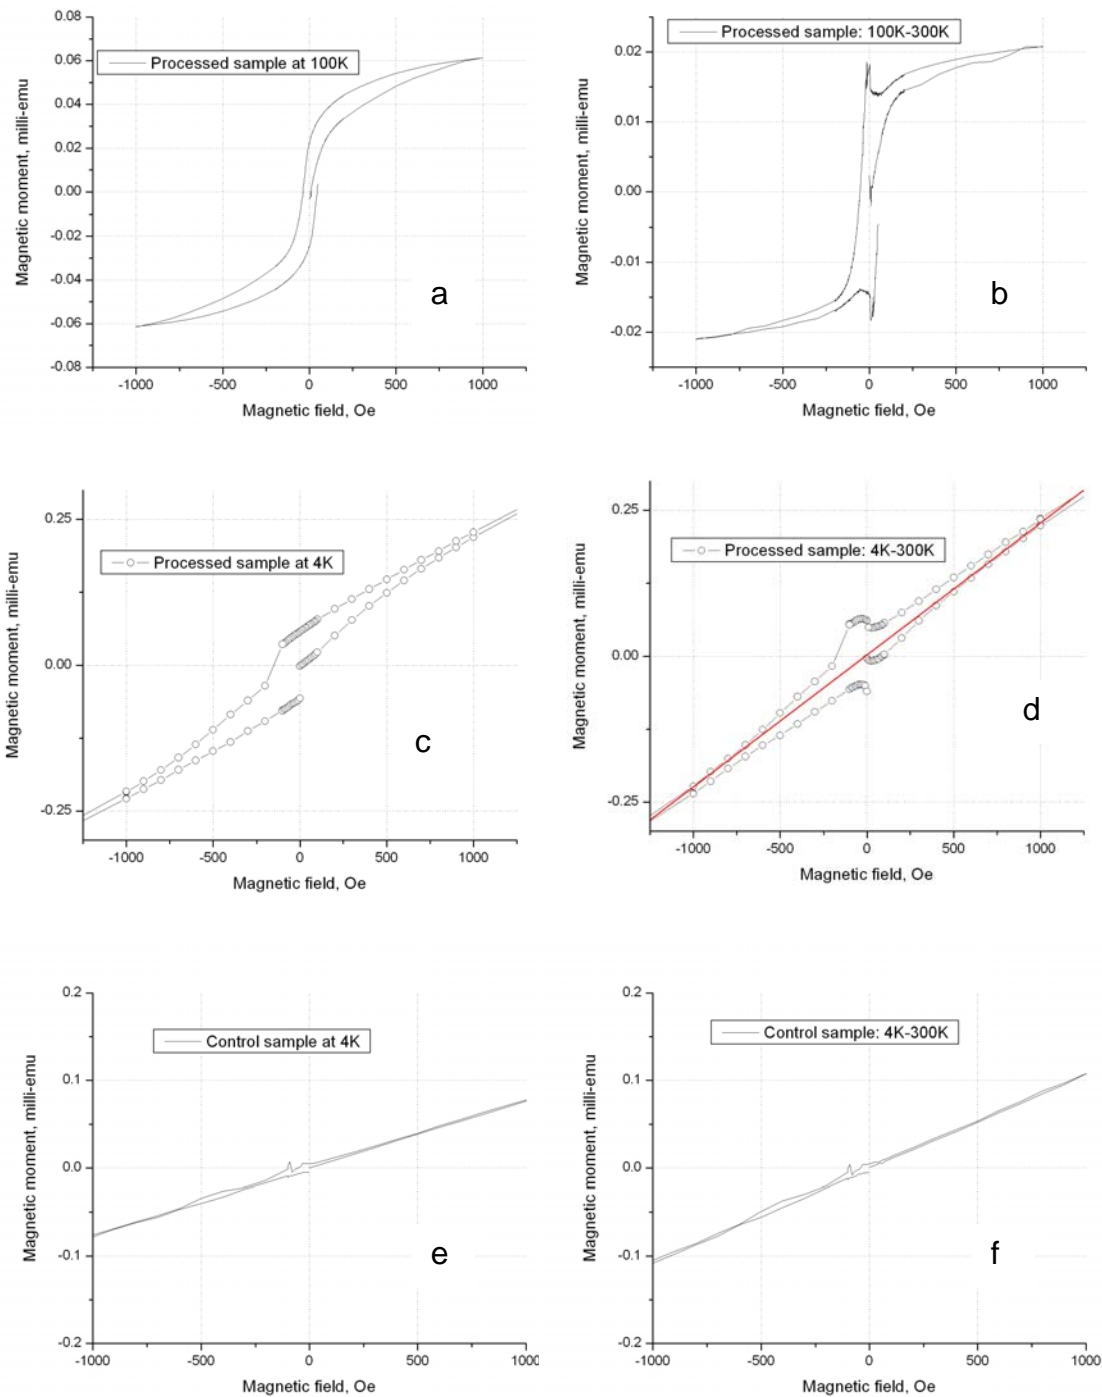 0.08
0.06
0.04
0.02
0.00
-0.02
-0.04
-0.06
-0.08
Magnetic moment, milli-emu
Processed sample at 100K
a
-1000 -500 0 500 1000
Magnetic field, Oe
0.02
0.01
0.00
-0.01
-0.02
Magnetic moment, milli-emu
Processed sample: 100K-300K
b
-1000 -500 0 500 1000
Magnetic field, Oe
0.25
0.00
-0.25
Magnetic moment, milli-emu
Processed sample at 4K
c
-1000 -500 0 500 1000
Magnetic field, Oe
0.25
0.00
-0.25
Magnetic moment, milli-emu
Processed sample: 4K-300K
d
-1000 -500 0 500 1000
Magnetic field, Oe
0.2
0.1
0.0
-0.1
-0.2
Magnetic moment, milli-emu
Control sample at 4K
e
-1000 -500 0 500 1000
Magnetic field, Oe
0.2
0.1
0.0
-0.1
-0.2
Magnetic moment, milli-emu
Control sample: 4K-300K
f
-1000 -500 0 500 1000
Magnetic field, Oe